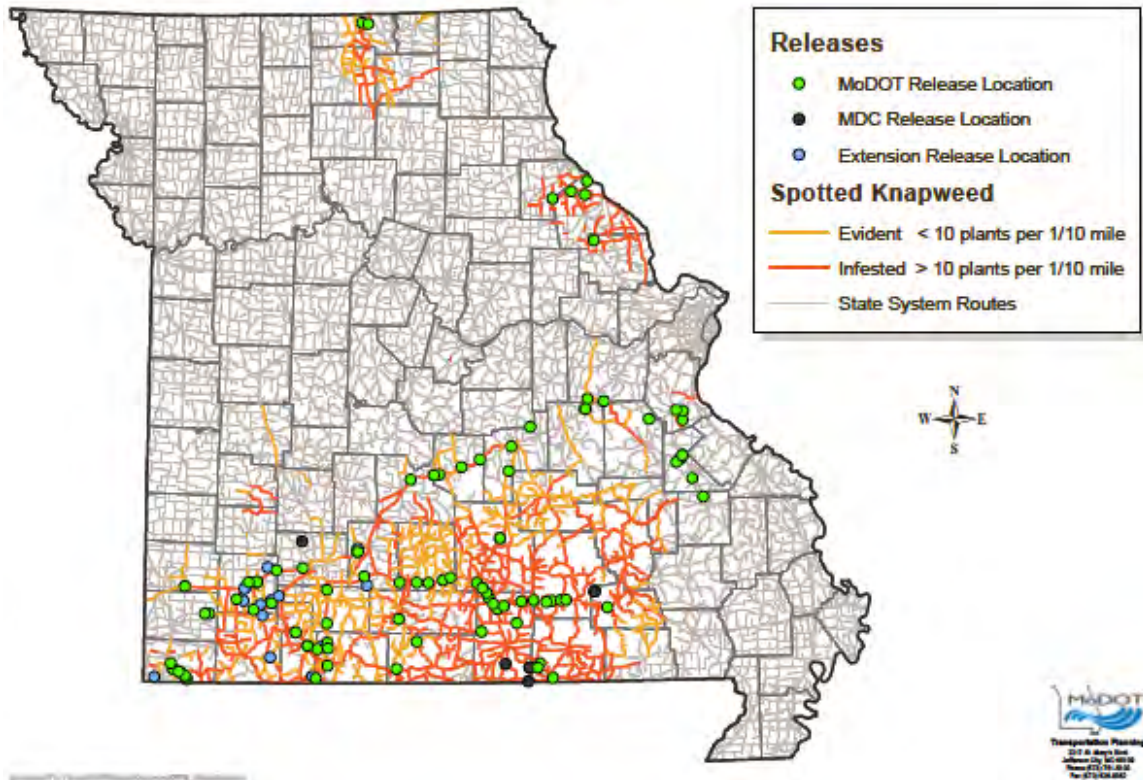 Releases
MoDOT Release Location
MDC Release Location
Extension Release Location
Spotted Knapweed
Evident < 10 plants per 1/10 mile
Infested > 10 plants per 1/10 mile
State System Routes
N
W E
S
MoDOT
Transportation Planning